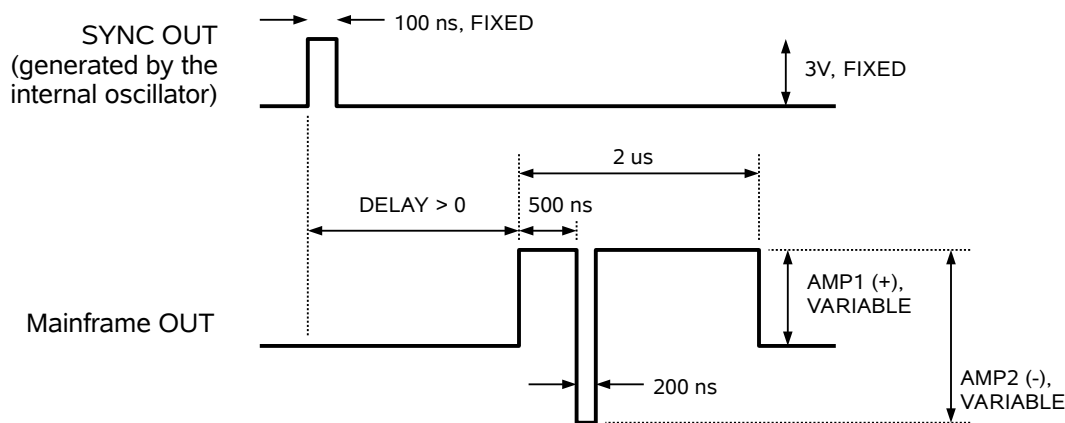 SYNC OUT
(generated by the
internal oscillator)
100 ns, FIXED
3V, FIXED
2 us
DELAY > 0
500 ns
AMP1 (+),
VARIABLE
Mainframe OUT
200 ns
AMP2 (-),
VARIABLE